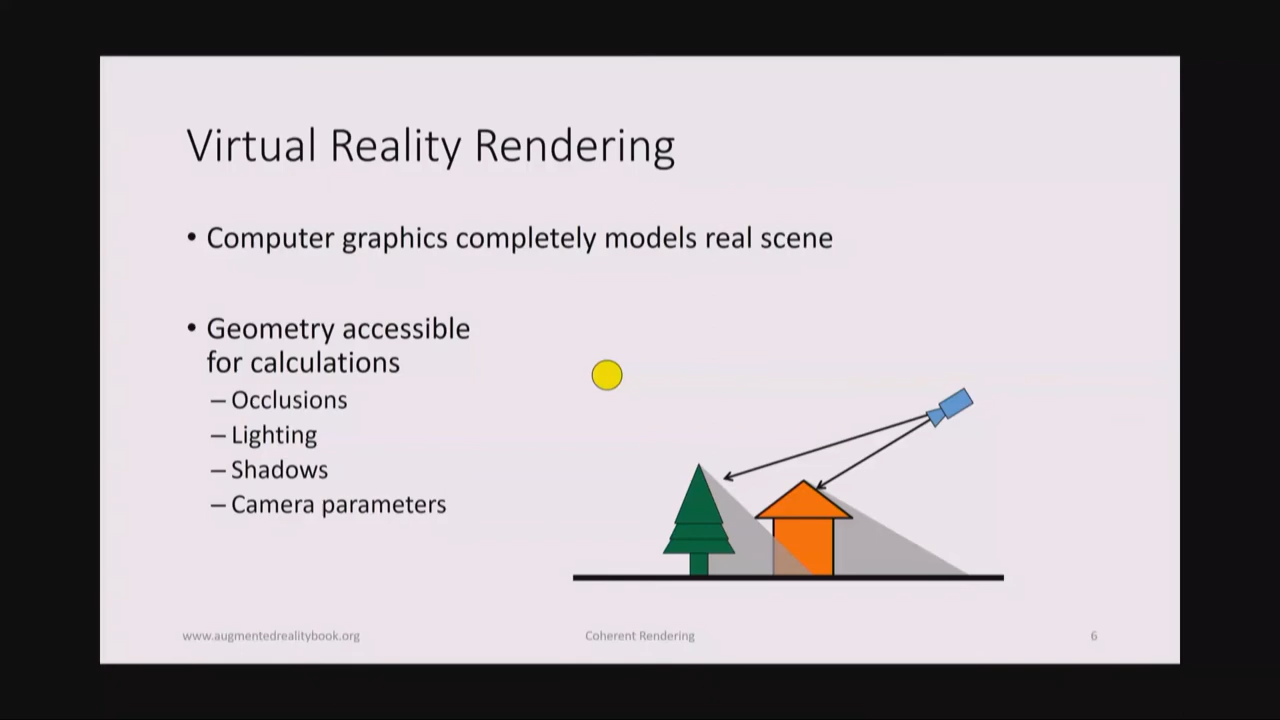 Virtual Reality Rendering
• Computer graphics completely models real scene
• Geometry accessible
for calculations
– Occlusions
– Lighting
– Shadows
– Camera parameters
www.augmentedrealitybook.org
Coherent Rendering
6